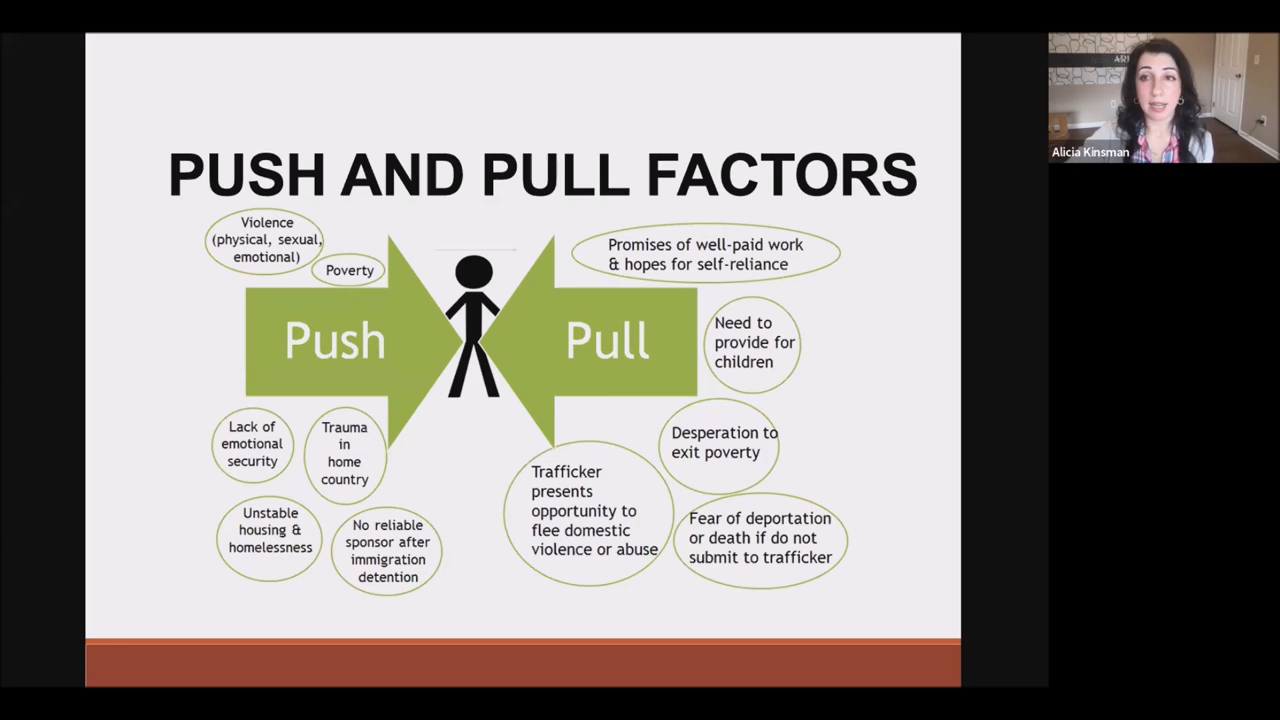 PUSH AND PULL FACTORS
Violence
(physical, sexual,
emotional)
Poverty
Push
Lack of
emotional
security
Trauma
in
home
country
Unstable
housing &
homelessness
No reliable
sponsor after
immigration
detention
Promises of well-paid work
& hopes for self-reliance
Pull
Need to
provide for
children
Desperation to
exit poverty
Trafficker
presents
opportunity to
flee domestic
violence or abuse
Fear of deportation
or death if do not
submit to trafficker
Alicia Kinsman